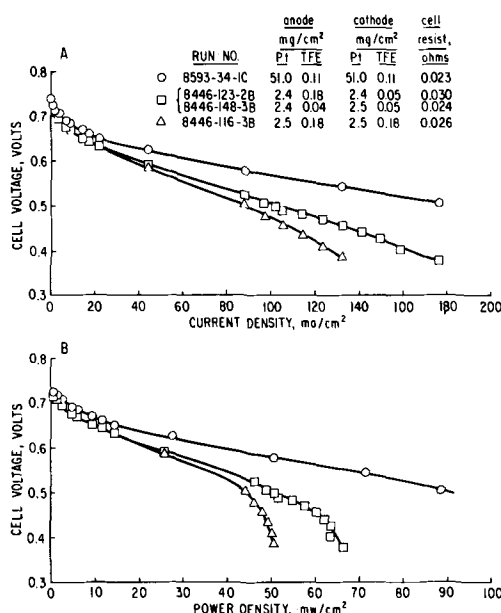 anode cathode cell
A mg/cm² mg/cm² resist,
RUN NO. Pt TFE Pt TFE ohms
8593-34-1C 51.0 0.11 51.0 0.11 0.023
8446-123-2B 2.4 0.18 2.4 0.05 0.030
8446-148-3B 2.4 0.04 2.5 0.05 0.024
8446-116-3B 2.5 0.18 2.5 0.18 0.026
CELL VOLTAGE, VOLTS
0.8
0.7
0.6
0.5
0.4
0.3
0 20 40 60 80 100 120 140 160 180 200
CURRENT DENSITY, ma/cm²
B
CELL VOLTAGE, VOLTS
0.8
0.7
0.6
0.5
0.4
0.3
0 10 20 30 40 50 60 70 80 90 100
POWER DENSITY, mw/cm²